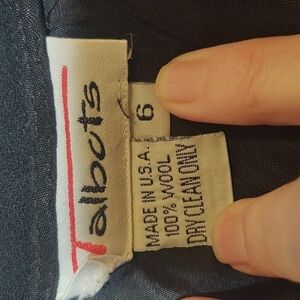 Talbots
6
MADE IN U.S.A.
100% WOOL
DRY CLEAN ONLY